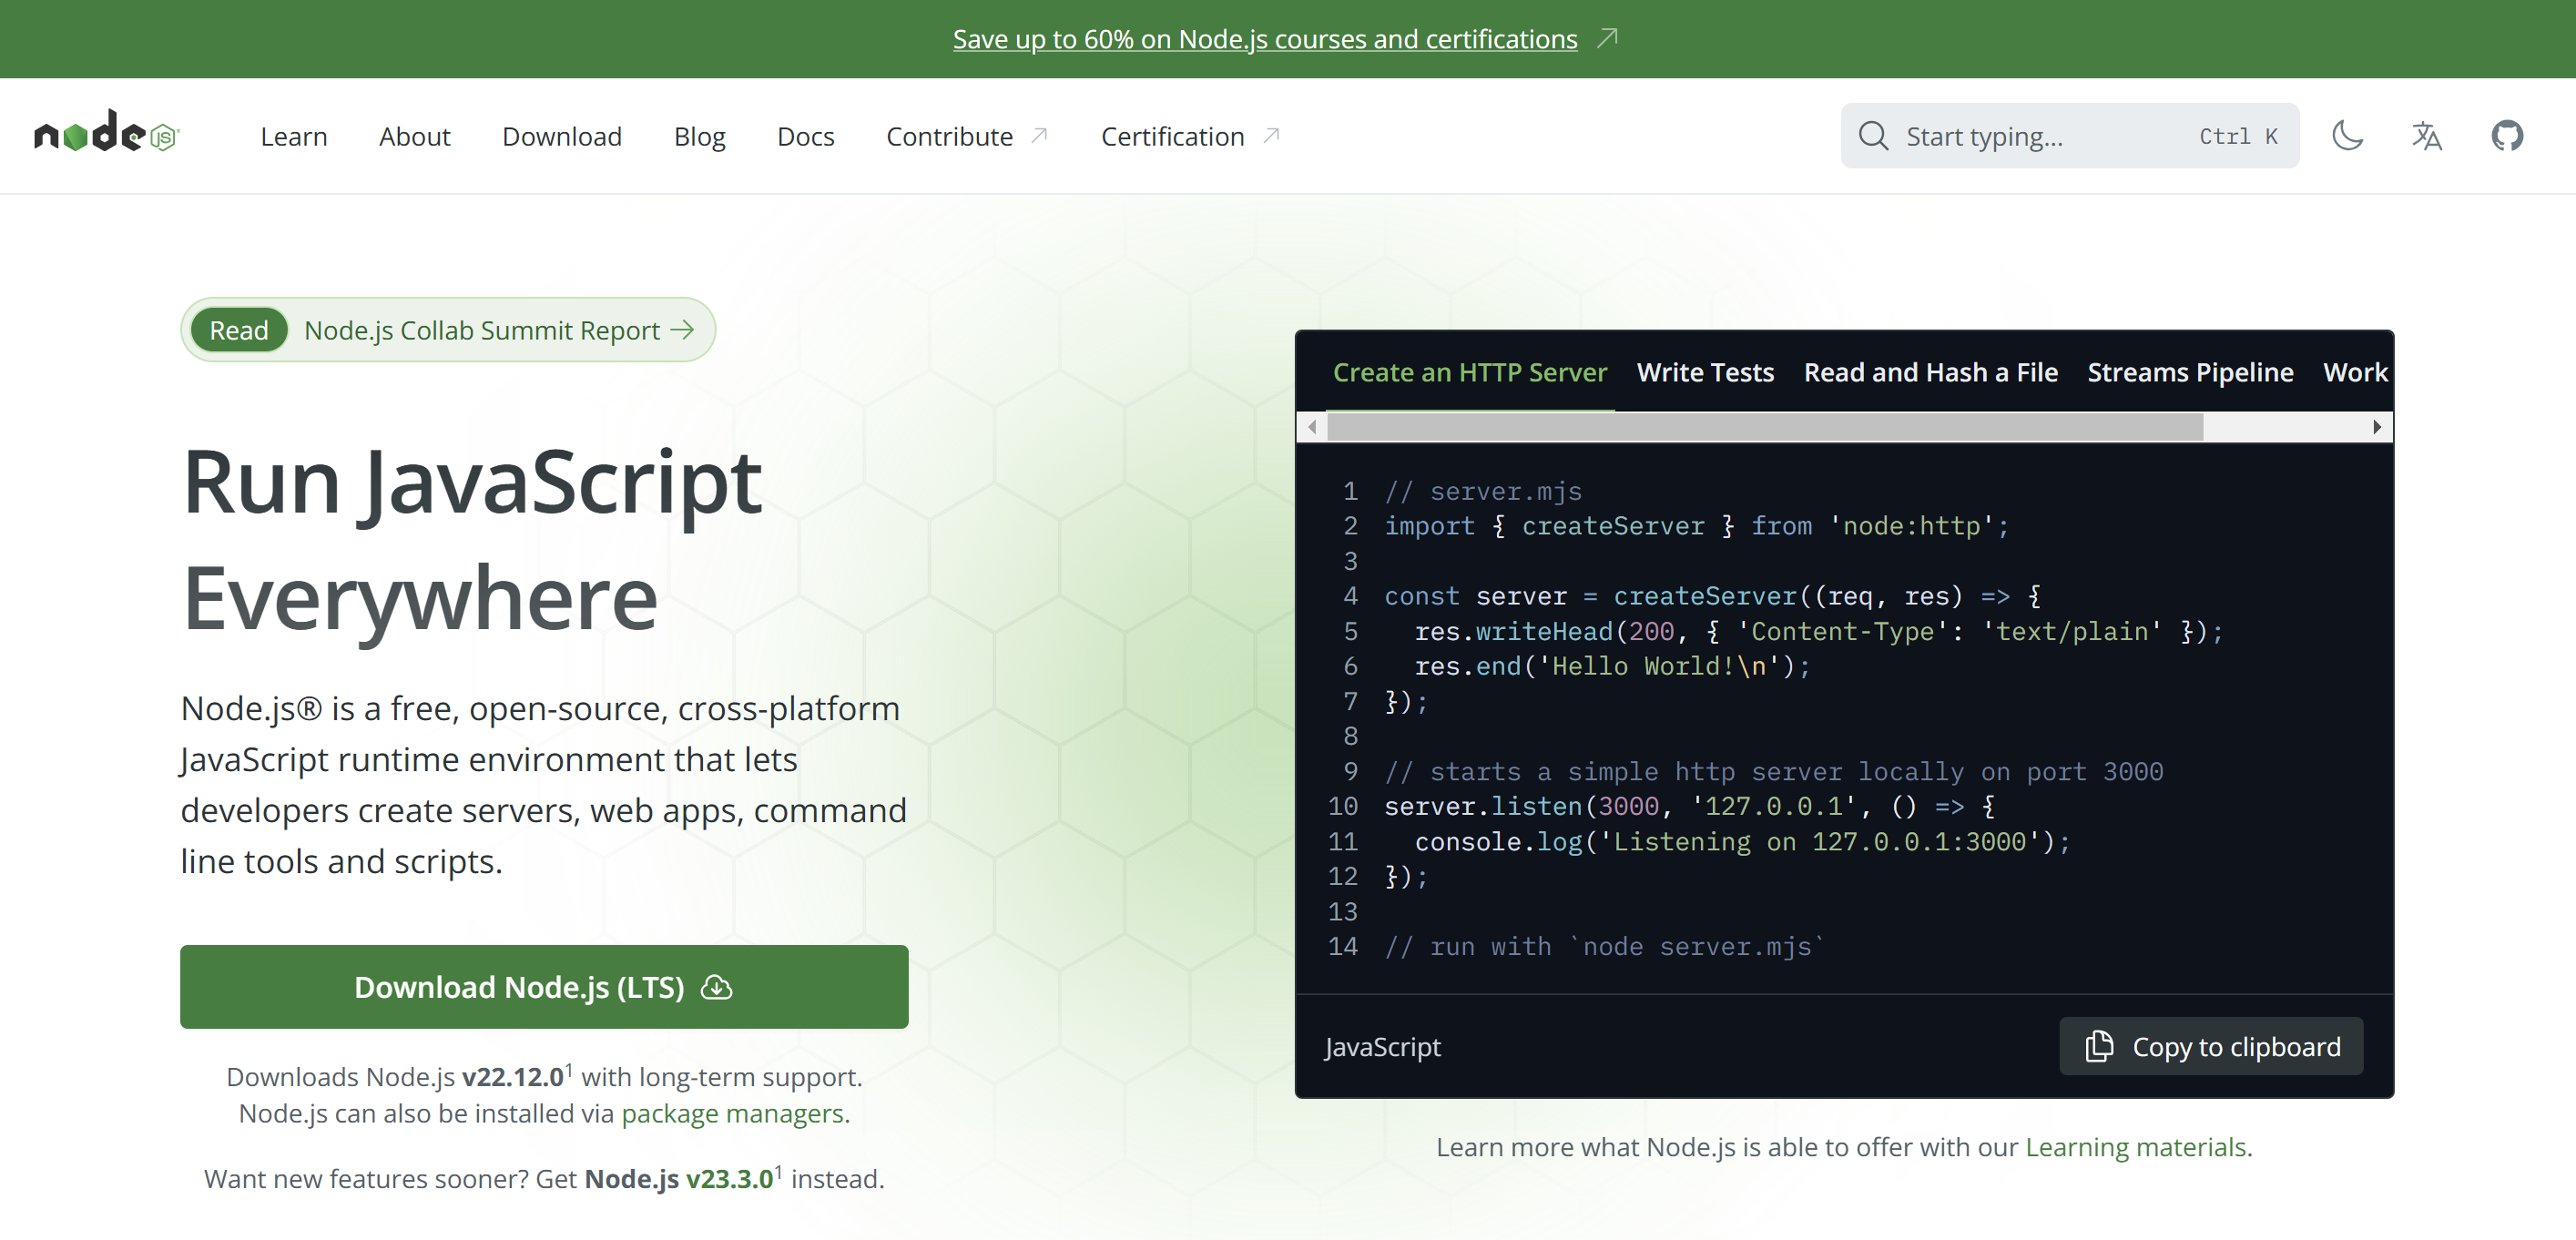 Save up to 60% on Node.js courses and certifications
node JS
Learn About Download Blog Docs Contribute Certification
Start typing... Ctrl K
Read Node.js Collab Summit Report
Run JavaScript
Everywhere
Node.js® is a free, open-source, cross-platform
JavaScript runtime environment that lets
developers create servers, web apps, command
line tools and scripts.
Download Node.js (LTS)
Downloads Node.js v22.12.0¹ with long-term support.
Node.js can also be installed via package managers.
Want new features sooner? Get Node.js v23.3.0¹ instead.
Create an HTTP Server Write Tests Read and Hash a File Streams Pipeline Work
1 // server.mjs
2 import { createServer } from 'node:http';
3
4 const server = createServer((req, res) => {
5   res.writeHead(200, { 'Content-Type': 'text/plain' });
6   res.end('Hello World!\n');
7 });
8
9 // starts a simple http server locally on port 3000
10 server.listen(3000, '127.0.0.1', () => {
11   console.log('Listening on 127.0.0.1:3000');
12 });
13
14 // run with `node server.mjs`
JavaScript Copy to clipboard
Learn more what Node.js is able to offer with our Learning materials.